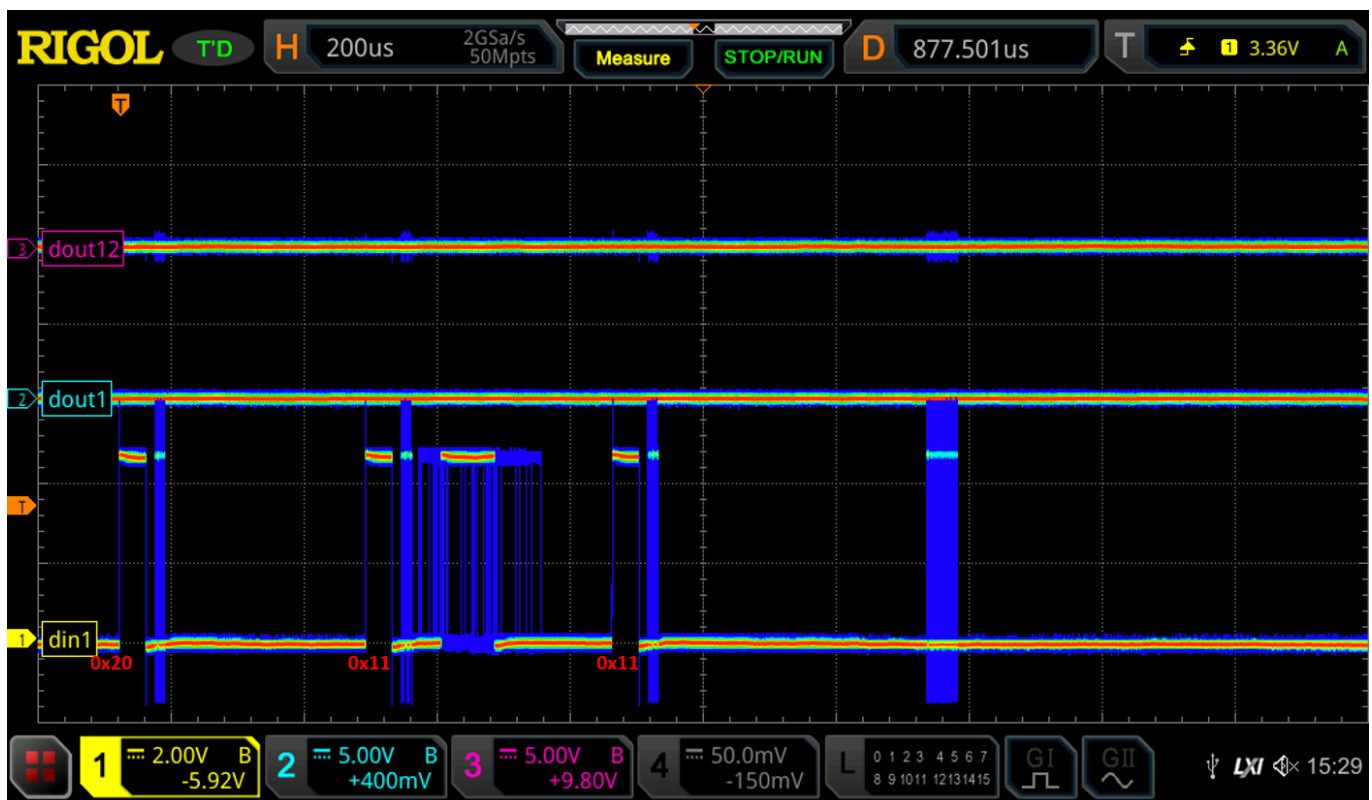 RIGOL T'D H 200us 2GSa/s 50Mpts Measure STOP/RUN D 877.501us T 1 3.36V A
T
3 dout12
2 dout1
T
1 din1
0x20 0x11 0x11
1 2.00V B -5.92V 2 5.00V B +400mV 3 5.00V B +9.80V 4 50.0mV -150mV L 0 1 2 3 4 5 6 7 8 9 10 11 12 13 14 15 GI GII LXI 15:29